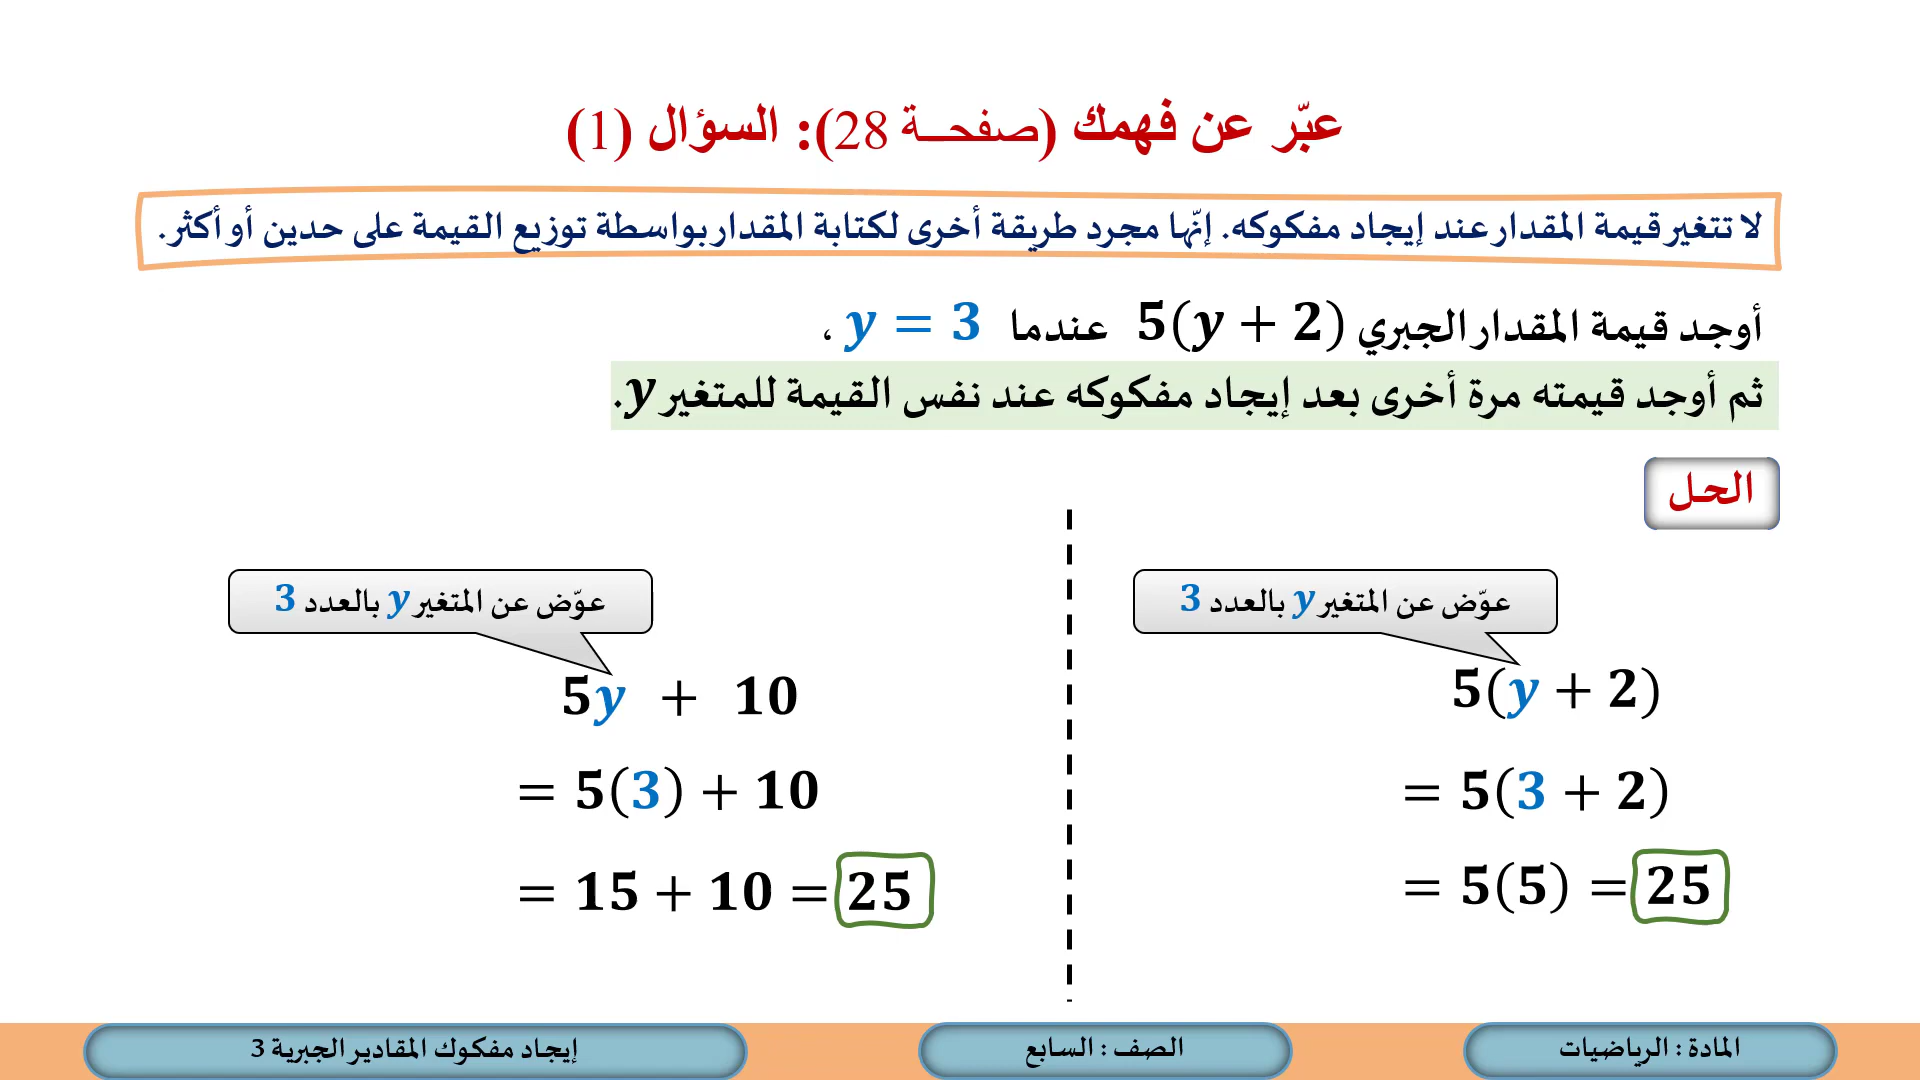 عبّر عن فهمك (صفحة 28): السؤال (1)
لا تتغير قيمة المقدار عند إيجاد مفكوكه. إنّها مجرد طريقة أخرى لكتابة المقدار بواسطة توزيع القيمة على حدين أو أكثر.
أوجد قيمة المقدار الجبري 5(y + 2) عندما y = 3 ،
ثم أوجد قيمته مرة أخرى بعد إيجاد مفكوكه عند نفس القيمة للمتغير y.
الحل
عوّض عن المتغير y بالعدد 3
5(y + 2)
= 5(3 + 2)
= 5(5) = 25
عوّض عن المتغير y بالعدد 3
5y + 10
= 5(3) + 10
= 15 + 10 = 25
المادة : الرياضيات
الصف : السابع
إيجاد مفكوك المقادير الجبرية 3